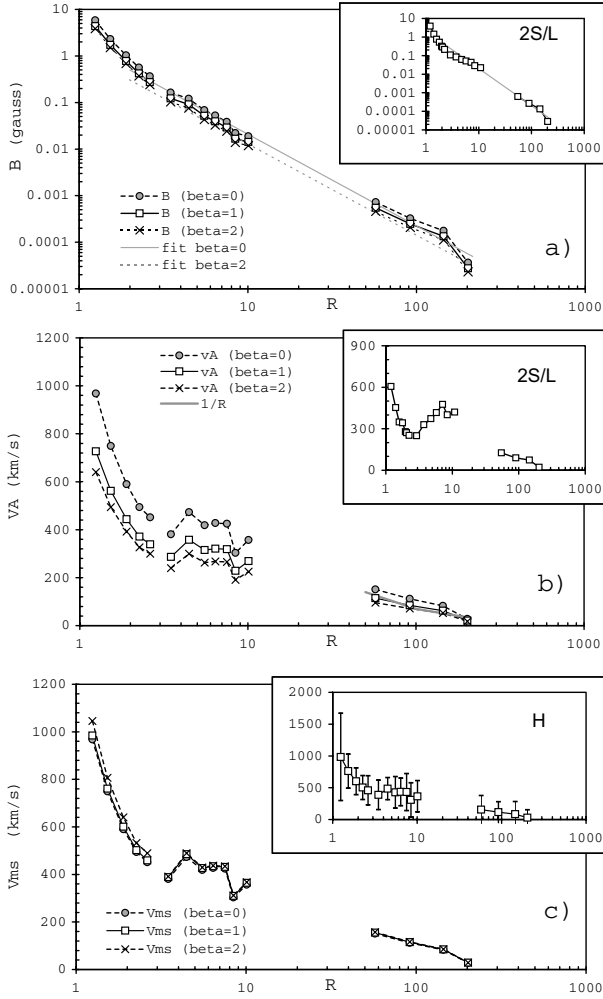 10
1
0.1
0.01
0.001
0.0001
0.00001
B (gauss)
B (beta=0)
B (beta=1)
B (beta=2)
fit beta=0
fit beta=2
1 10 100 1000
R
a)
2S/L
10
1
0.1
0.01
0.001
0.0001
0.00001
1 10 100 1000
1200
1000
800
600
400
200
0
VA (km/s)
vA (beta=0)
vA (beta=1)
vA (beta=2)
1/R
1 10 100 1000
R
b)
2S/L
900
600
300
0
1 10 100 1000
1200
1000
800
600
400
200
0
Vms (km/s)
Vms (beta=0)
Vms (beta=1)
Vms (beta=2)
1 10 100 1000
R
c)
H
2000
1500
1000
500
0
1 10 100 1000